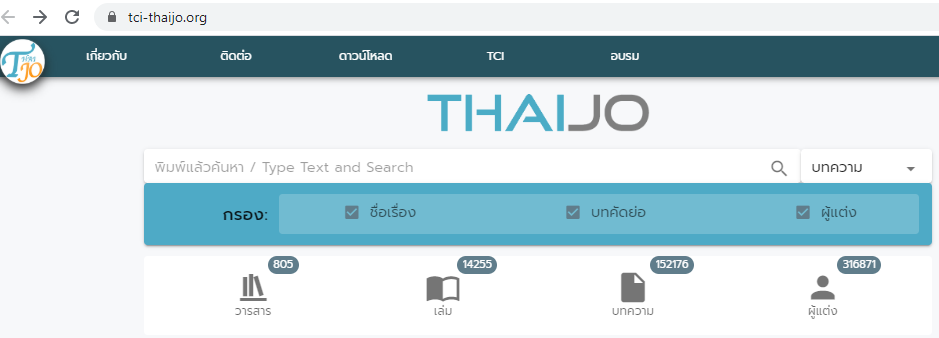 tci-thaijo.org
THAI JO
เกี่ยวกับ ติดต่อ ดาวน์โหลด TCI อบรม
THAIJO
พิมพ์แล้วค้นหา / Type Text and Search บทความ
กรอง: ชื่อเรื่อง บทคัดย่อ ผู้แต่ง
805 14255 152176 316871
วารสาร เล่ม บทความ ผู้แต่ง